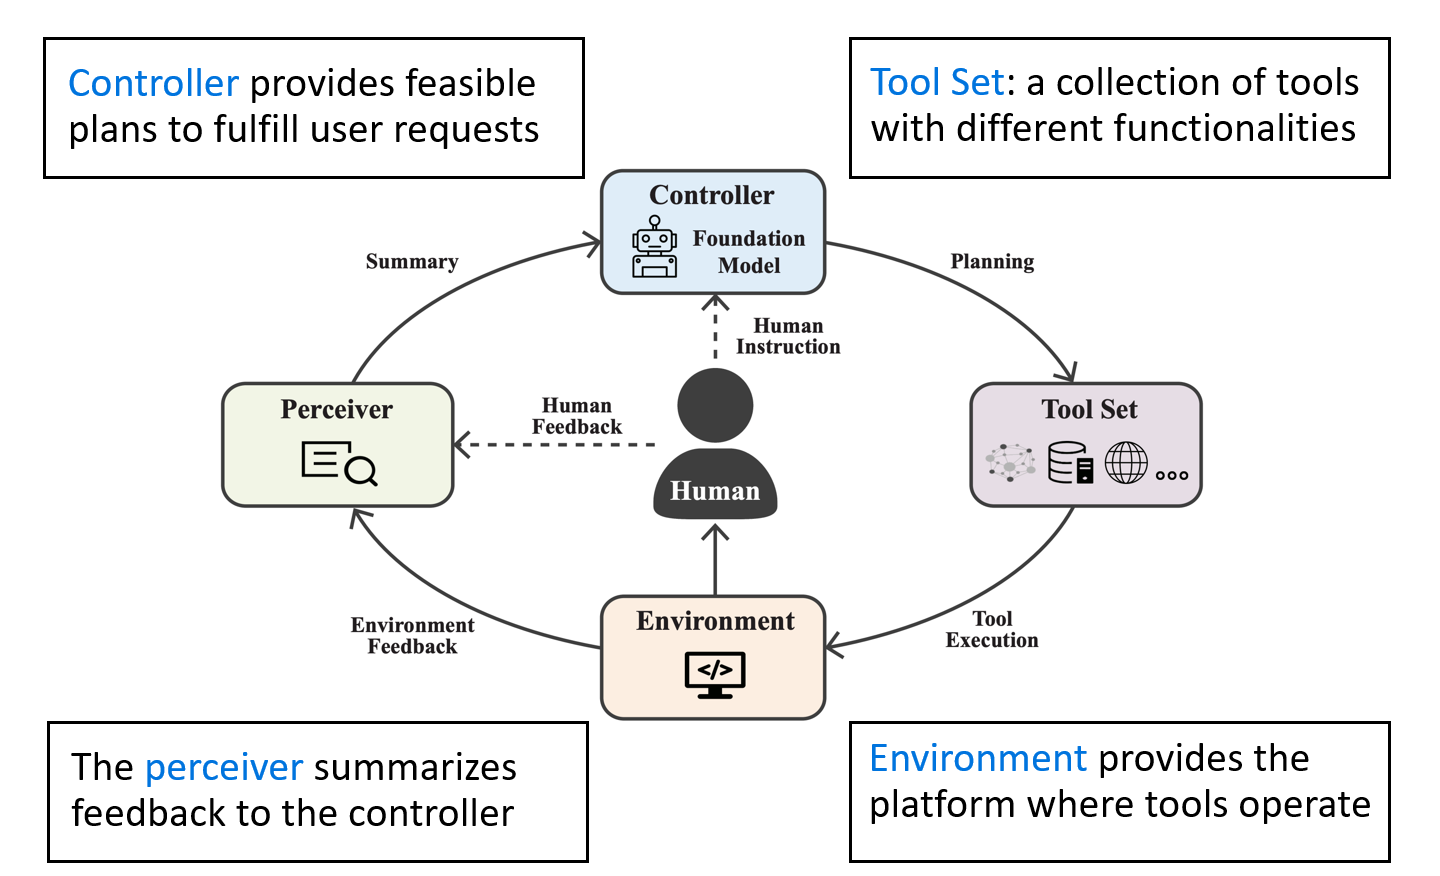 Controller provides feasible
plans to fulfill user requests
Tool Set: a collection of tools
with different functionalities
Controller
Foundation
Model
Summary
Planning
Human
Instruction
Perceiver
Human
Feedback
Tool Set
Human
Environment
Feedback
Environment
</>
Tool
Execution
The perceiver summarizes
feedback to the controller
Environment provides the
platform where tools operate